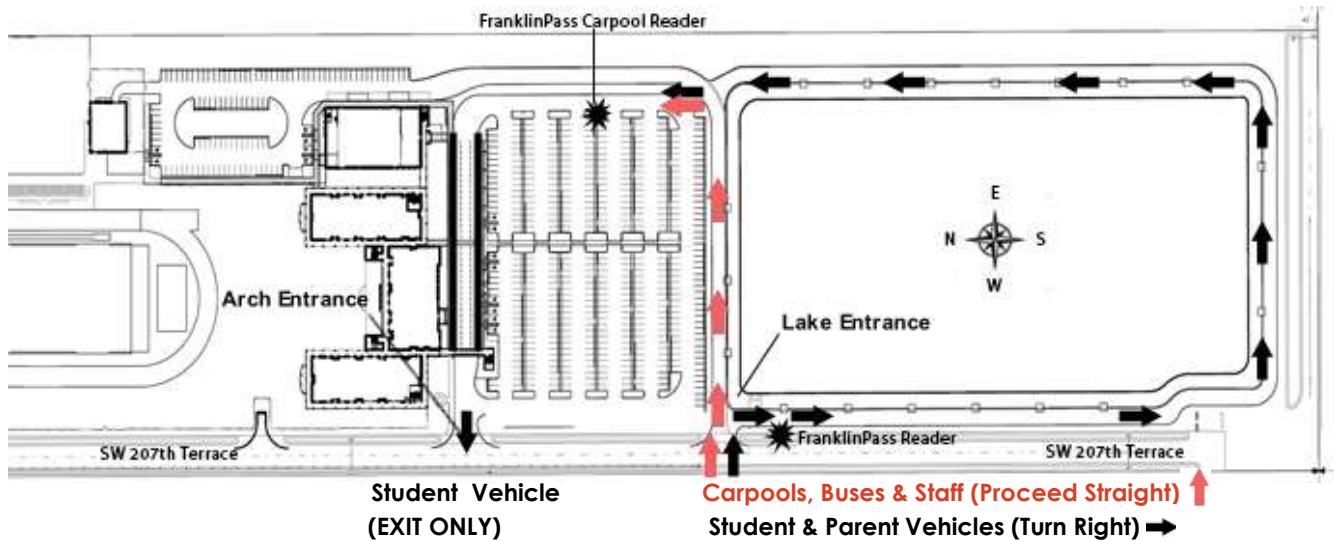 FranklinPass Carpool Reader
E
N S
W
Arch Entrance
Lake Entrance
FranklinPass Reader
SW 207th Terrace
SW 207th Terrace
Student Vehicle
(EXIT ONLY)
Carpools, Buses & Staff (Proceed Straight)
Student & Parent Vehicles (Turn Right)